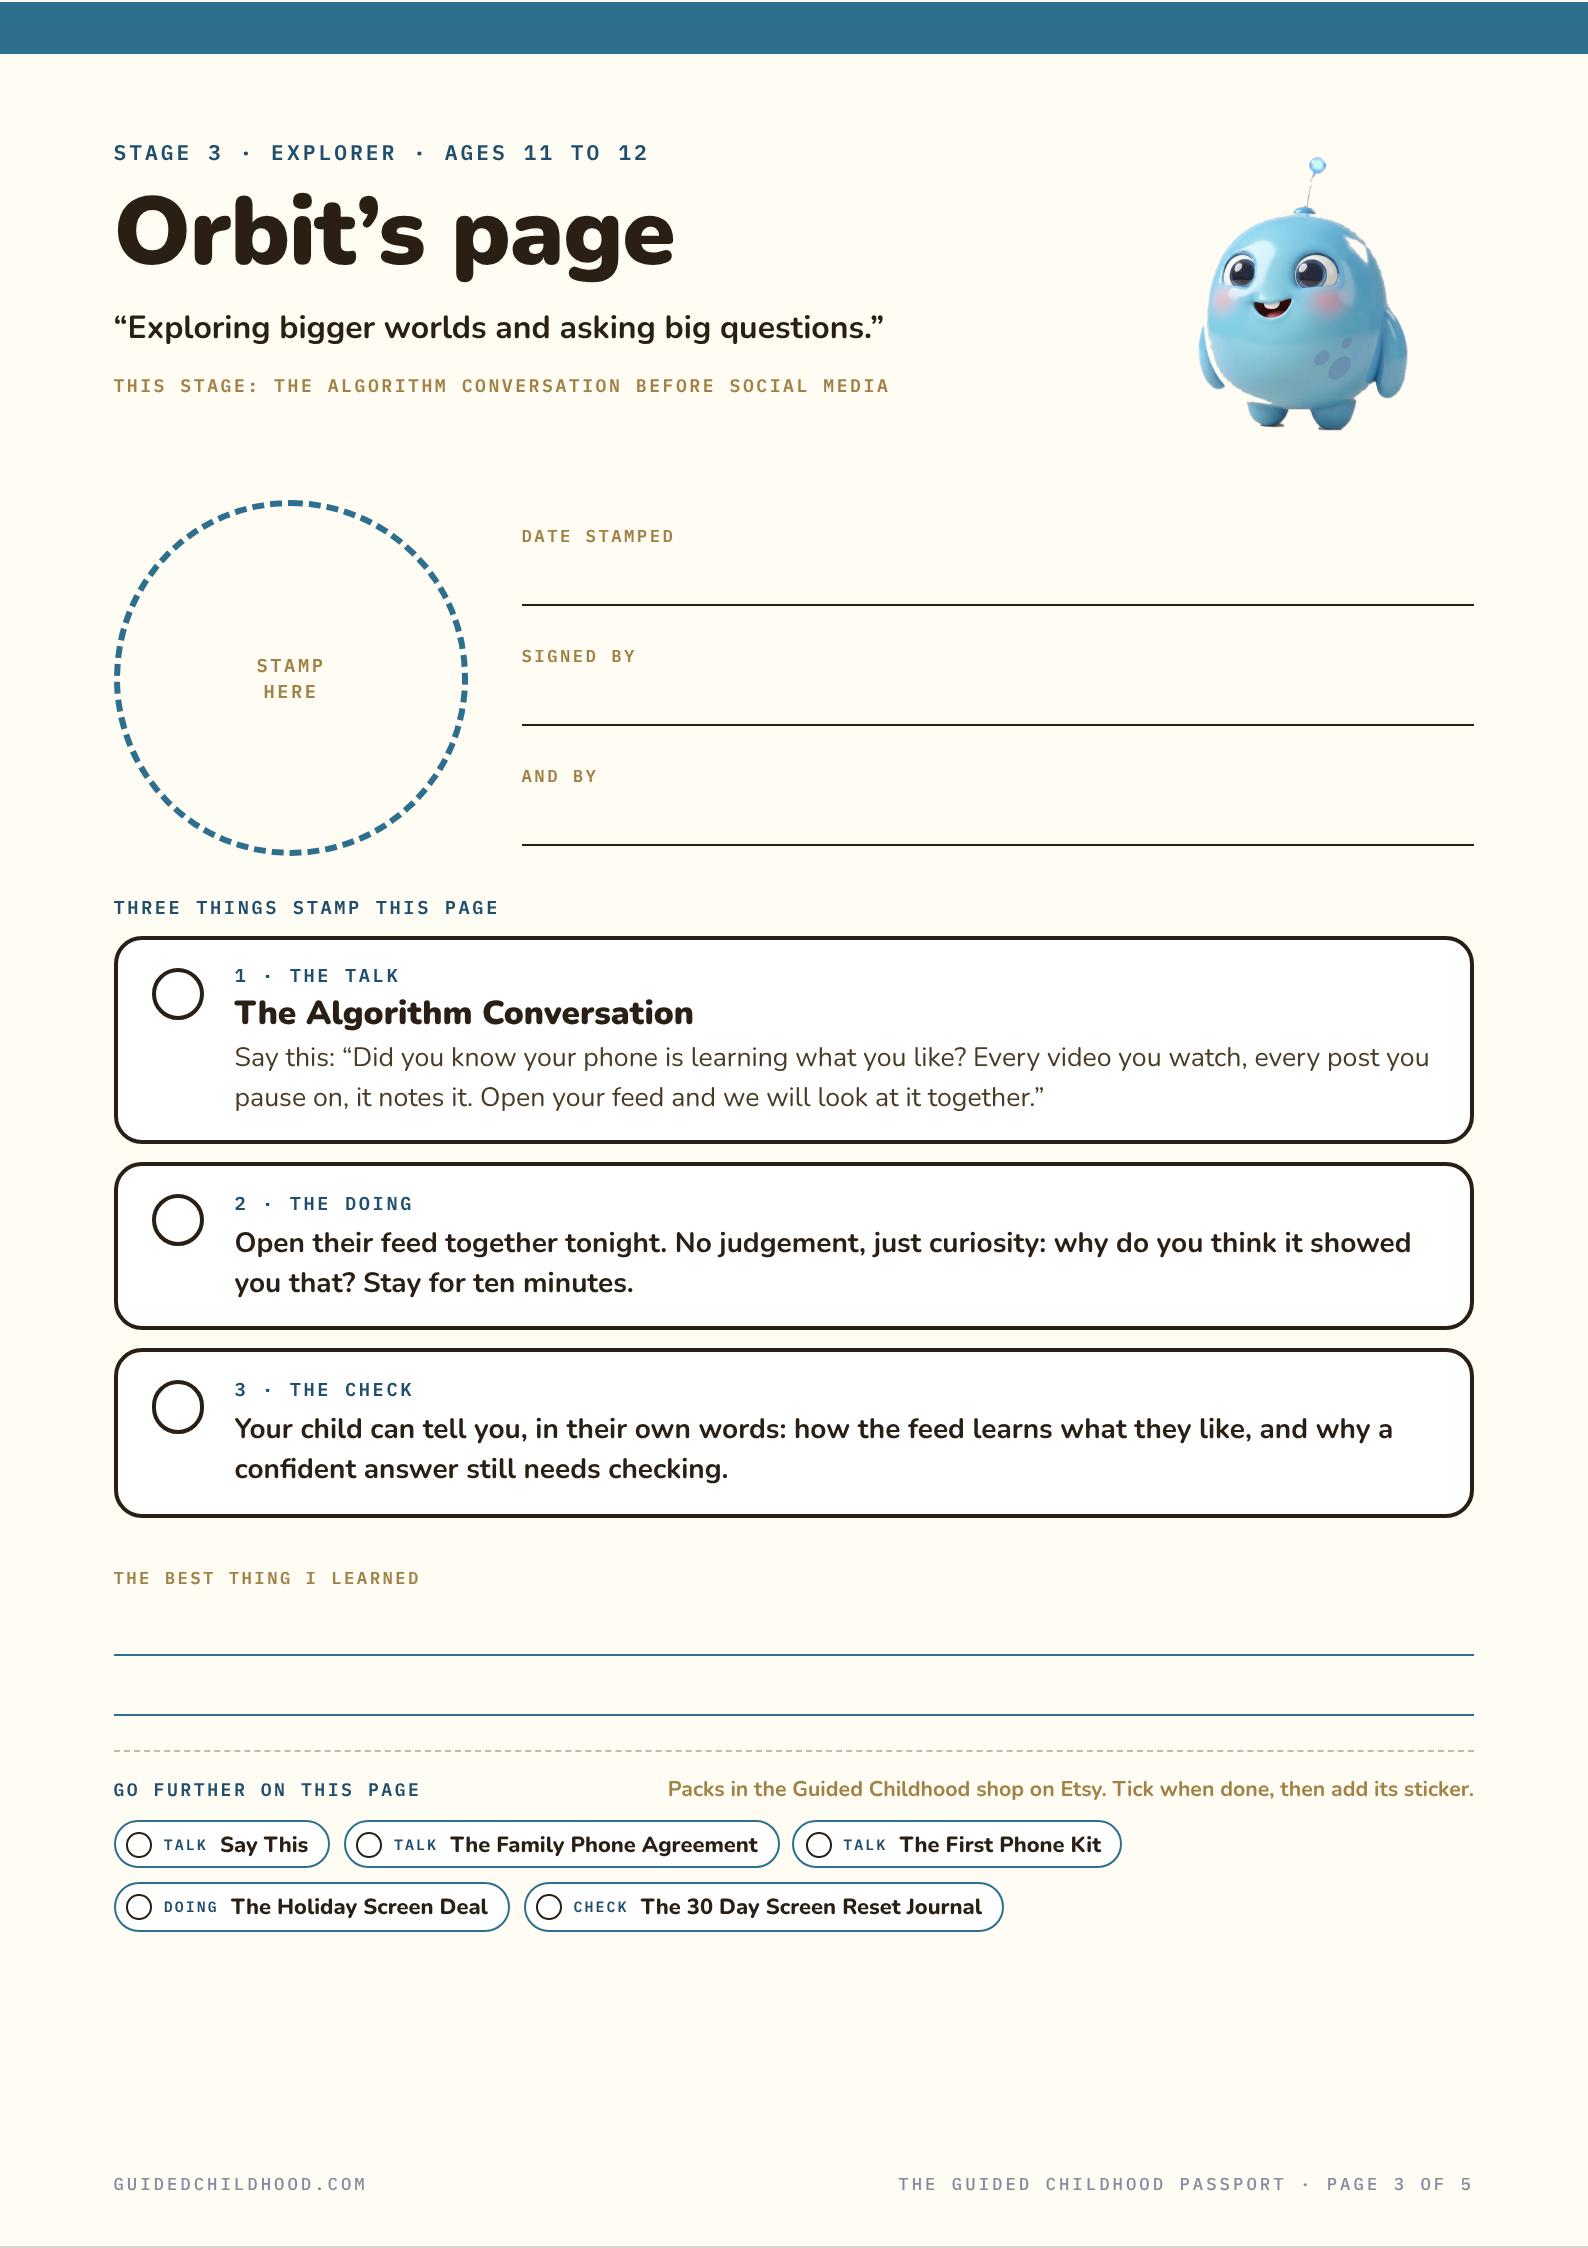 STAGE 3 · EXPLORER · AGES 11 TO 12
Orbit’s page
“Exploring bigger worlds and asking big questions.”
THIS STAGE: THE ALGORITHM CONVERSATION BEFORE SOCIAL MEDIA
STAMP
HERE
DATE STAMPED
SIGNED BY
AND BY
THREE THINGS STAMP THIS PAGE
1 · THE TALK
The Algorithm Conversation
Say this: “Did you know your phone is learning what you like? Every video you watch, every post you
pause on, it notes it. Open your feed and we will look at it together.”
2 · THE DOING
Open their feed together tonight. No judgement, just curiosity: why do you think it showed
you that? Stay for ten minutes.
3 · THE CHECK
Your child can tell you, in their own words: how the feed learns what they like, and why a
confident answer still needs checking.
THE BEST THING I LEARNED
GO FURTHER ON THIS PAGE
Packs in the Guided Childhood shop on Etsy. Tick when done, then add its sticker.
TALK Say This
TALK The Family Phone Agreement
TALK The First Phone Kit
DOING The Holiday Screen Deal
CHECK The 30 Day Screen Reset Journal
GUIDEDCHILDHOOD.COM
THE GUIDED CHILDHOOD PASSPORT · PAGE 3 OF 5